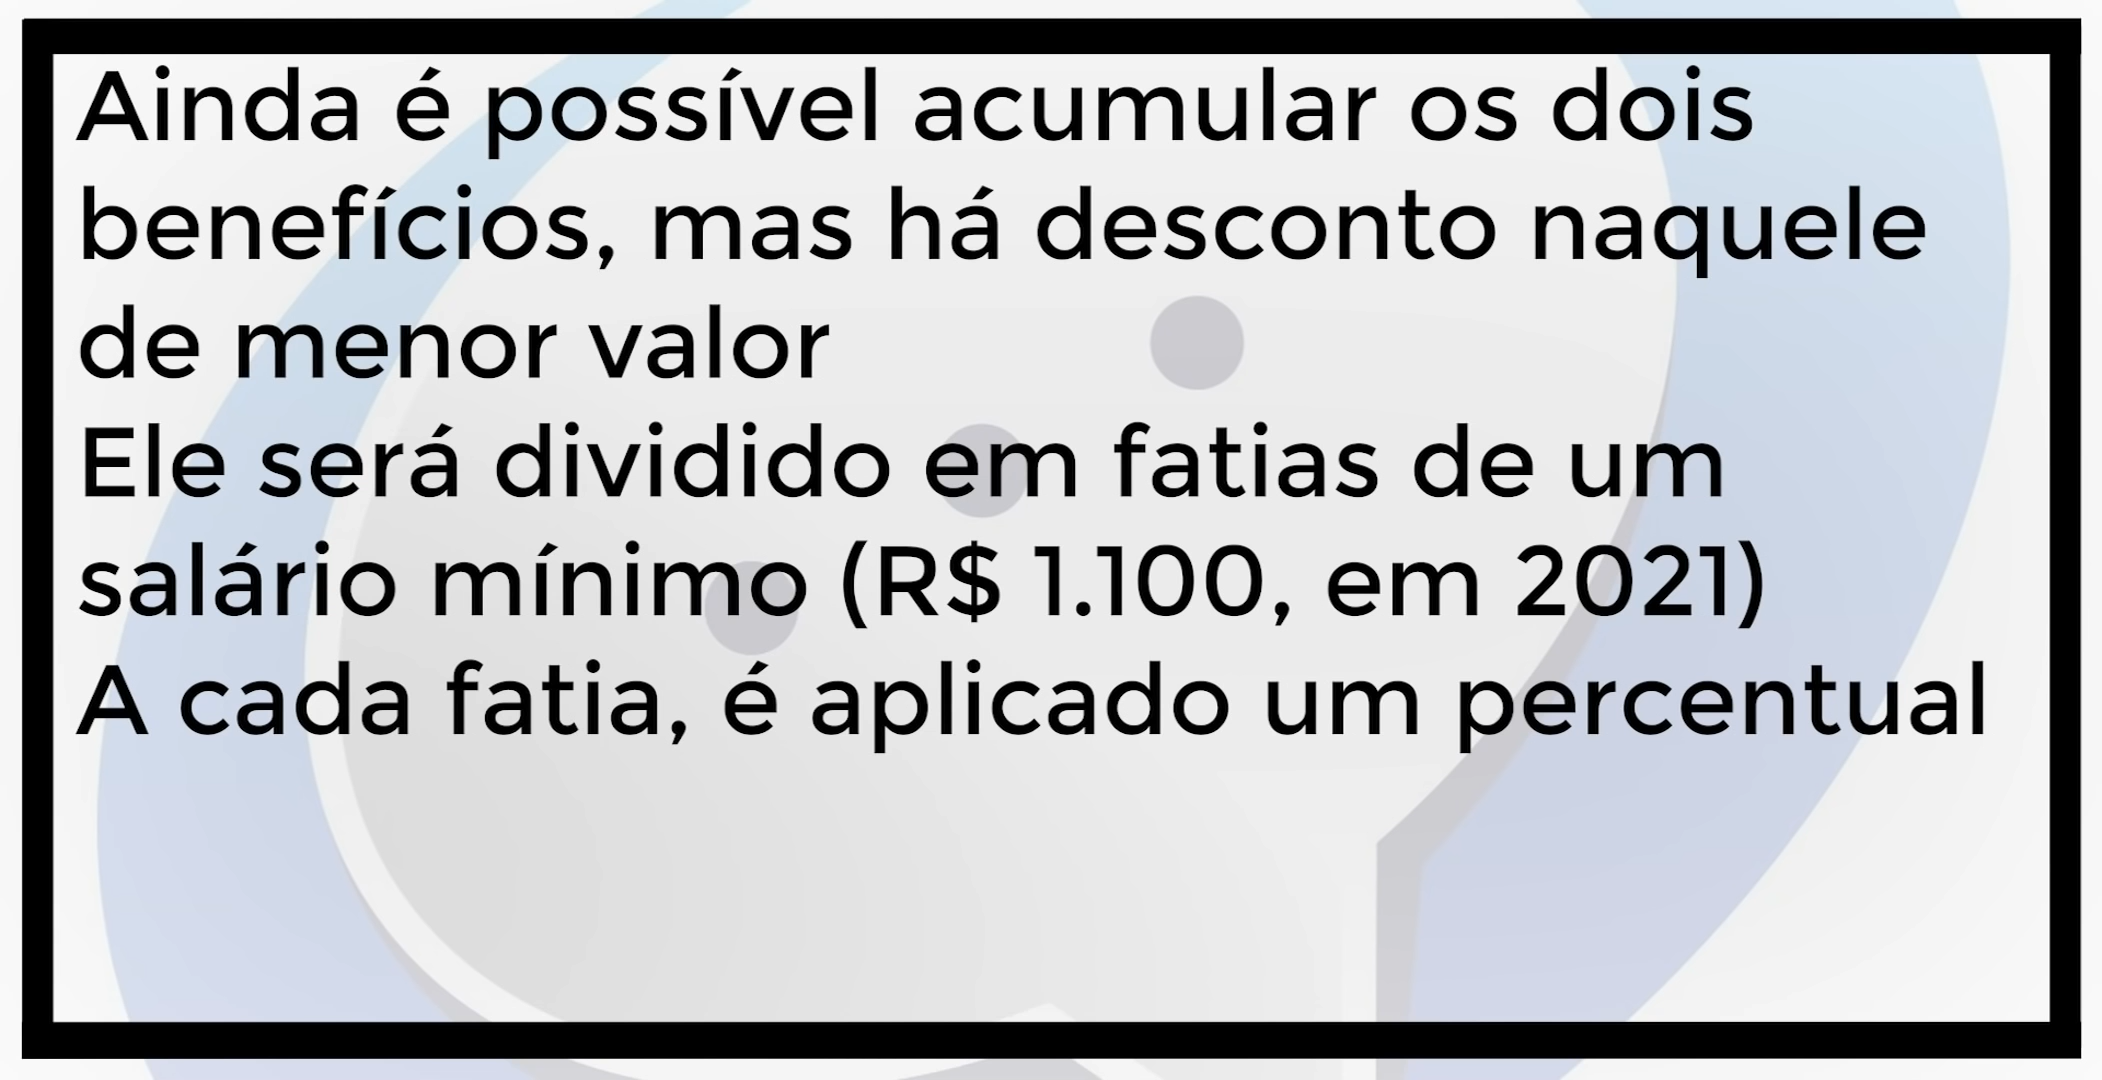 Ainda é possível acumular os dois
benefícios, mas há desconto naquele
de menor valor
Ele será dividido em fatias de um
salário mínimo (R$ 1.100, em 2021)
A cada fatia, é aplicado um percentual